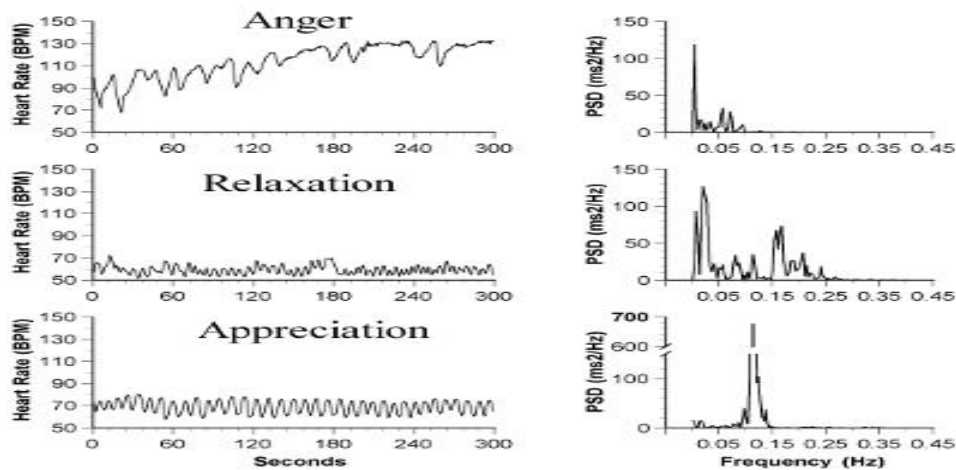 Anger
Heart Rate (BPM)
150
130
110
90
70
50
0 60 120 180 240 300
PSD (ms2/Hz)
150
100
50
0
0.05 0.15 0.25 0.35 0.45
Relaxation
Heart Rate (BPM)
150
130
110
90
70
50
0 60 120 180 240 300
PSD (ms2/Hz)
150
100
50
0
0.05 0.15 0.25 0.35 0.45
Appreciation
Heart Rate (BPM)
150
130
110
90
70
50
0 60 120 180 240 300
Seconds
PSD (ms2/Hz)
700
600
100
0
0.05 0.15 0.25 0.35 0.45
Frequency (Hz)